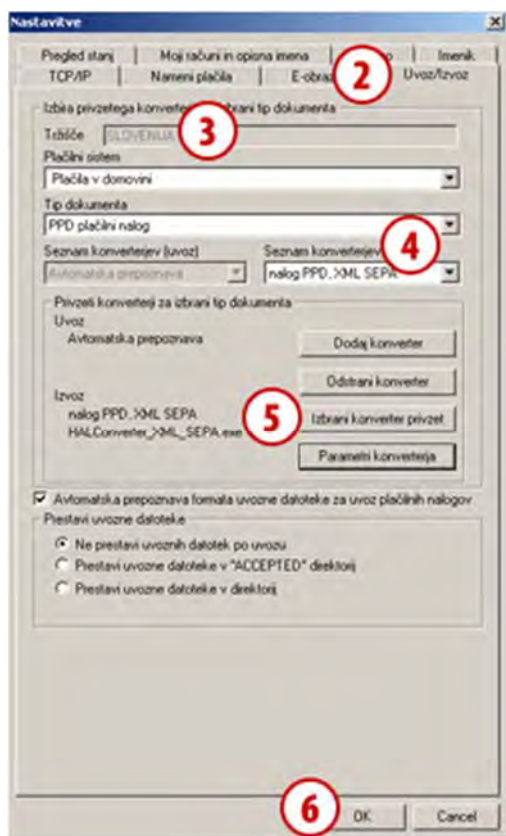 Nastavitve
Pregled stanj
Moji računi in opisna imena
Imenik
TCP/IP
Nameni plačila
2
Uvoz/Izvoz
Izbira privzetega tip dokumenta
Tržišče SLOVENIJA
3
Plačilni sistem
Plačila v domovini
Tip dokumenta
PPD plačilni nalog
4
Seznam konverterjev (uvoz)
Seznam konverterjev
Avtomatska prepoznava
nalog PPD, XML SEPA
Privzeti konverterji za izbrani tip dokumenta
Uvoz
Avtomatska prepoznava
Dodaj konverter
Odstrani konverter
Izvoz
nalog PPD, XML SEPA
5
Izbrani konverter privzet
HALConverter_XML_SEPA.exe
Parametri konverterja
Avtomatska prepoznava formata uvozne datoteke za uvoz plačilnih nalogov
Prestavi uvozne datoteke
Ne prestavi uvoznih datotek po uvozu
Prestavi uvozne datoteke v "ACCEPTED" direktorij
Prestavi uvozne datoteke v direktorij
6
OK
Cancel